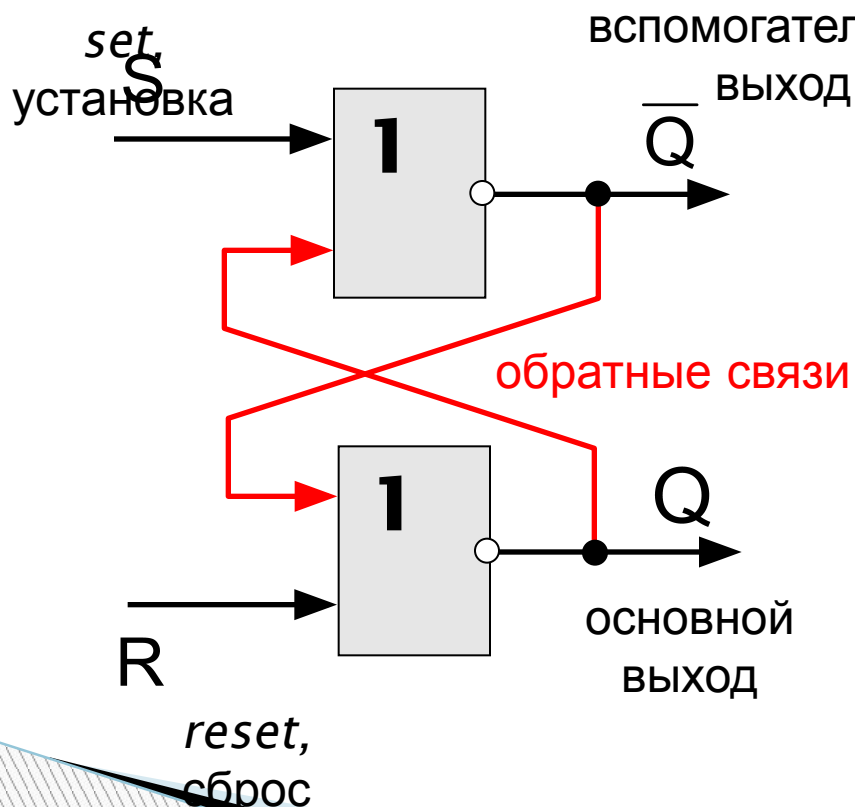 set,
S
установка
вспомогател
выход
Q
1
обратные связи
1
Q
основной
выход
R
reset,
сброс